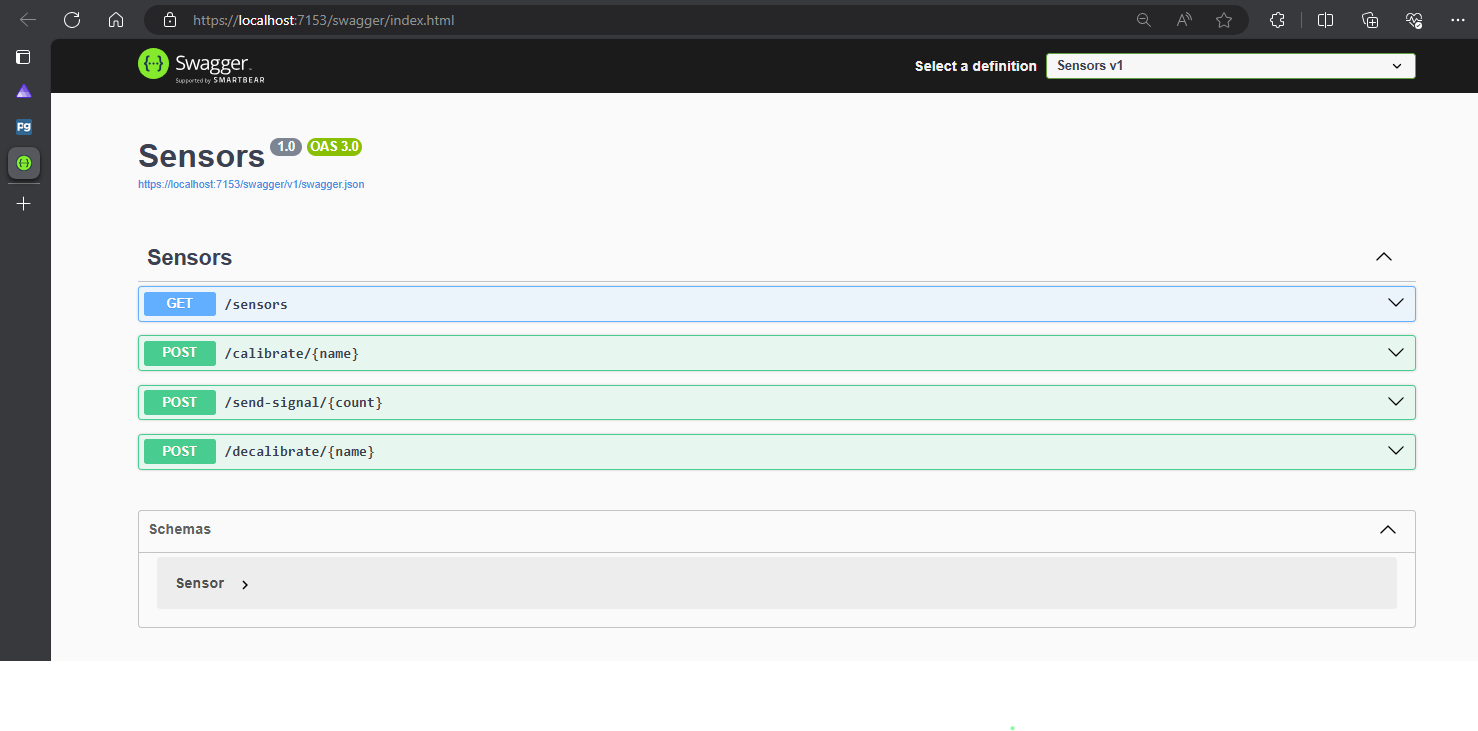 https://localhost:7153/swagger/index.html
pg
Swagger.
Supported by SMARTBEAR
Select a definition
Sensors v1
Sensors 1.0 OAS 3.0
https://localhost:7153/swagger/v1/swagger.json
Sensors
GET /sensors
POST /calibrate/{name}
POST /send-signal/{count}
POST /decalibrate/{name}
Schemas
Sensor